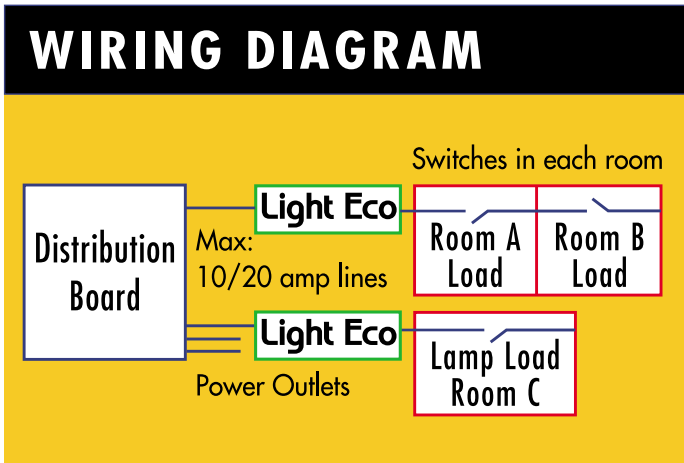 WIRING DIAGRAM
Switches in each room
Light Eco
Distribution
Board
Max:
10/20 amp lines
Room A
Load
Room B
Load
Light Eco
Lamp Load
Room C
Power Outlets